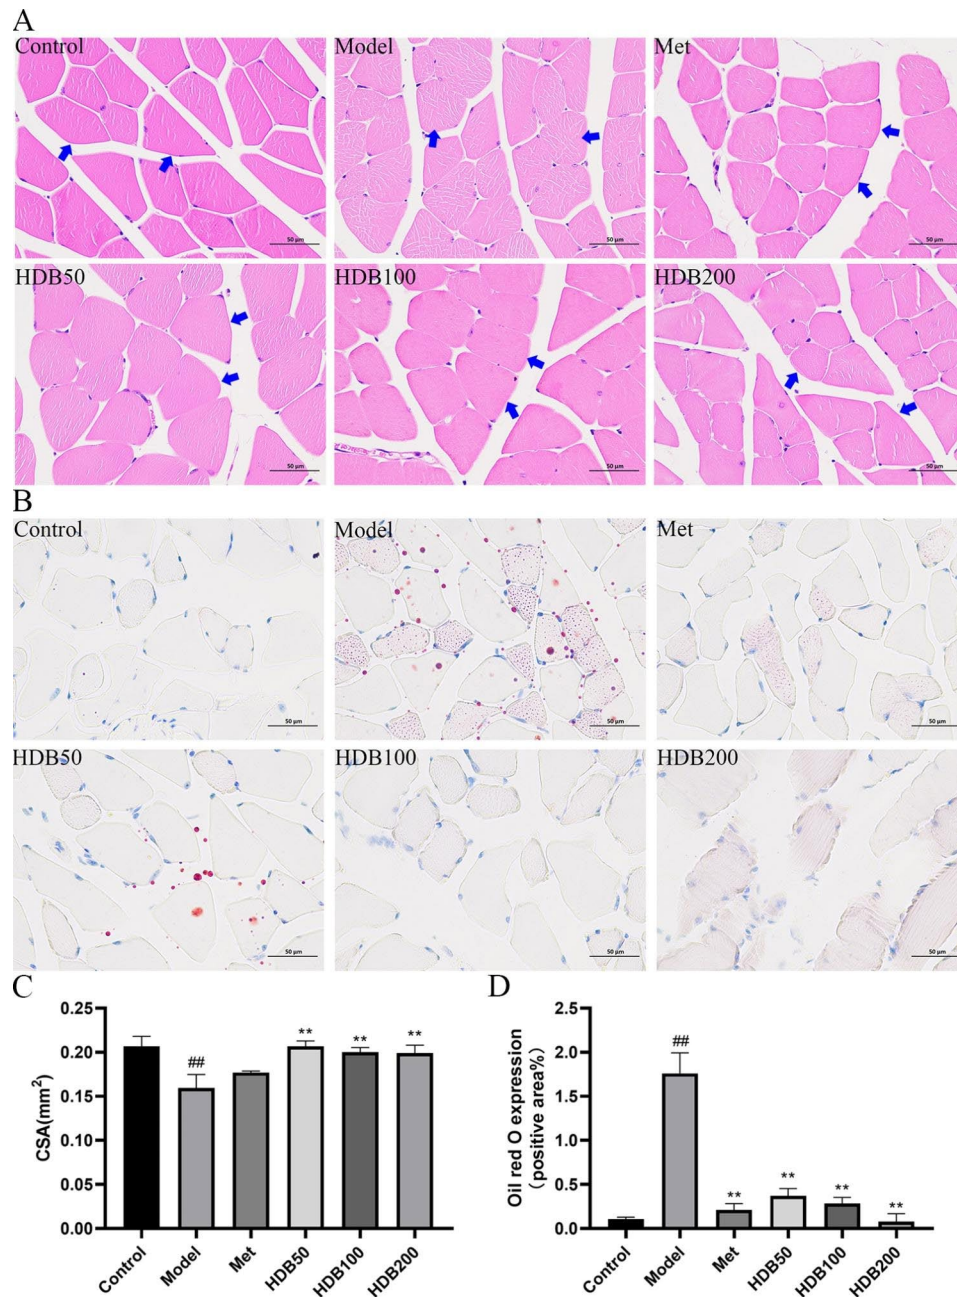 A
Control
Model
Met
50 µm
50 µm
50 µm
HDB50
HDB100
HDB200
50 µm
50 µm
50 µm
B
Control
Model
Met
50 µm
50 µm
50 µm
HDB50
HDB100
HDB200
50 µm
50 µm
50 µm
C
CSA(mm²)
0.25
0.20
0.15
0.10
0.05
0.00
##
**
**
**
Control
Model
Met
HDB50
HDB100
HDB200
D
Oil red O expression
(positive area%)
2.5
2.0
1.5
1.0
0.5
0.0
##
**
**
**
**
Control
Model
Met
HDB50
HDB100
HDB200